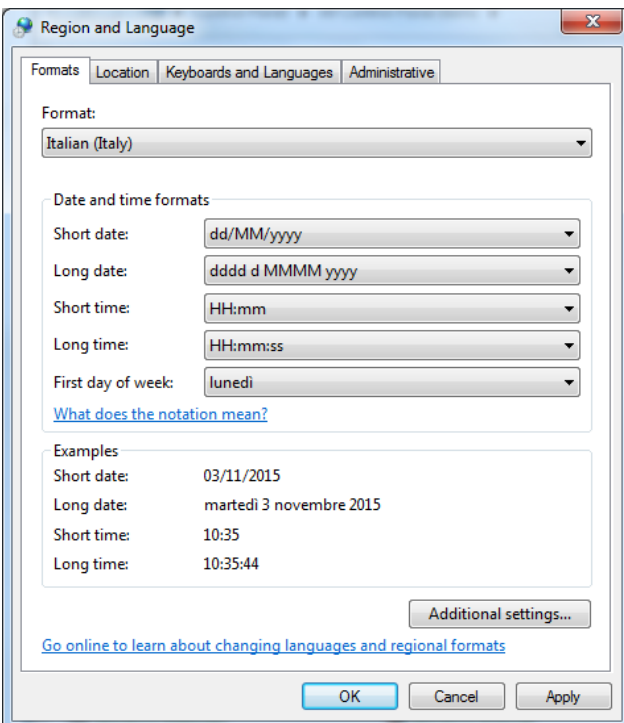 Region and Language
Formats Location Keyboards and Languages Administrative
Format:
Italian (Italy)
Date and time formats
Short date: dd/MM/yyyy
Long date: dddd d MMMM yyyy
Short time: HH:mm
Long time: HH:mm:ss
First day of week: lunedì
What does the notation mean?
Examples
Short date: 03/11/2015
Long date: martedì 3 novembre 2015
Short time: 10:35
Long time: 10:35:44
Additional settings...
Go online to learn about changing languages and regional formats
OK Cancel Apply